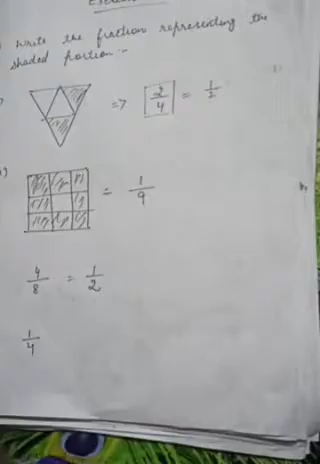 Write the fraction representing the
shaded portion :-
=> 2/4 = 1/2
= 1/9
4/8 = 1/2
1/4